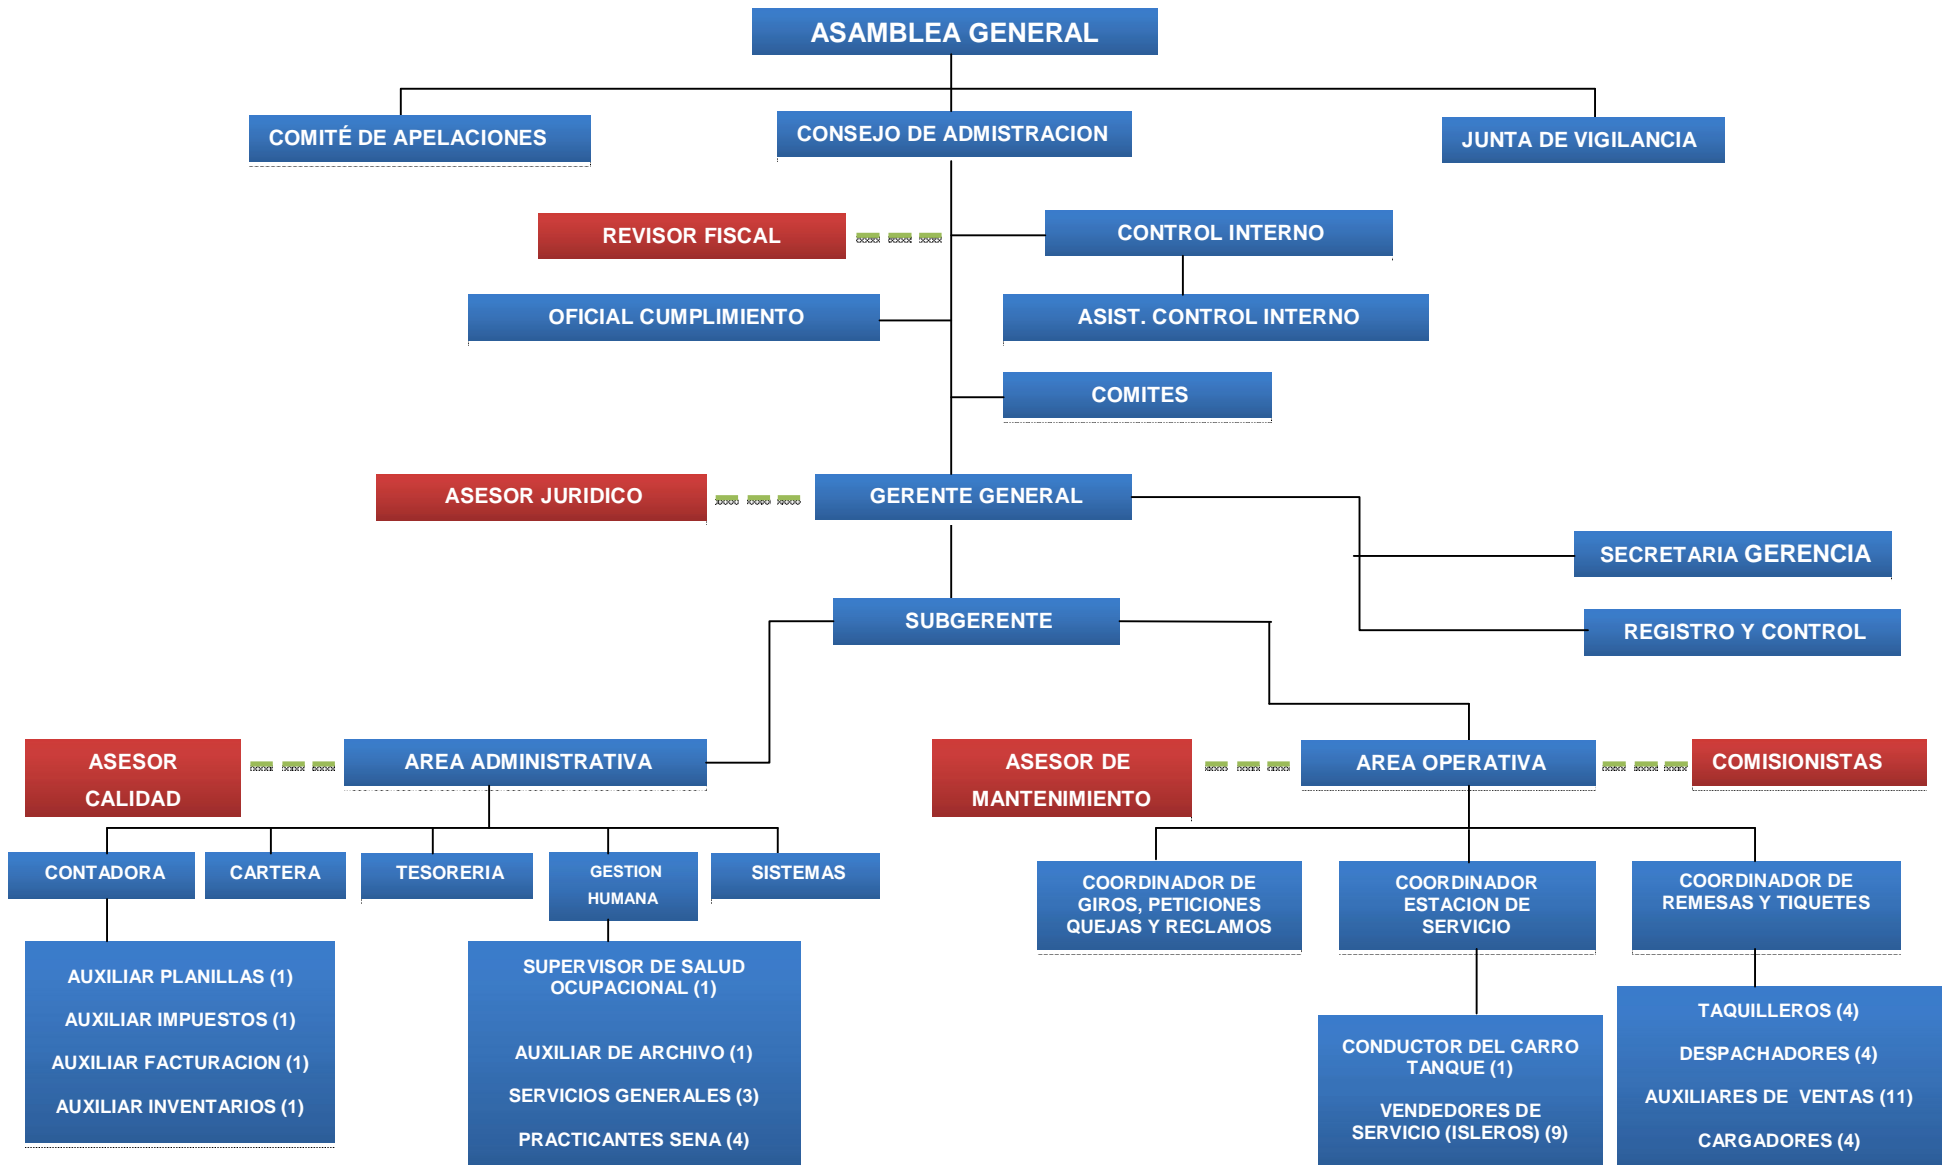 ASAMBLEA GENERAL
COMITÉ DE APELACIONES
CONSEJO DE ADMISTRACION
JUNTA DE VIGILANCIA
REVISOR FISCAL
CONTROL INTERNO
OFICIAL CUMPLIMIENTO
ASIST. CONTROL INTERNO
COMITES
ASESOR JURIDICO
GERENTE GENERAL
SECRETARIA GERENCIA
SUBGERENTE
REGISTRO Y CONTROL
ASESOR
CALIDAD
AREA ADMINISTRATIVA
ASESOR DE
MANTENIMIENTO
AREA OPERATIVA
COMISIONISTAS
CONTADORA
CARTERA
TESORERIA
GESTION
HUMANA
SISTEMAS
COORDINADOR DE
GIROS, PETICIONES
QUEJAS Y RECLAMOS
COORDINADOR
ESTACION DE
SERVICIO
COORDINADOR DE
REMESAS Y TIQUETES
AUXILIAR PLANILLAS (1)
AUXILIAR IMPUESTOS (1)
AUXILIAR FACTURACION (1)
AUXILIAR INVENTARIOS (1)
SUPERVISOR DE SALUD
OCUPACIONAL (1)
AUXILIAR DE ARCHIVO (1)
SERVICIOS GENERALES (3)
PRACTICANTES SENA (4)
CONDUCTOR DEL CARRO
TANQUE (1)
VENDEDORES DE
SERVICIO (ISLEROS) (9)
TAQUILLEROS (4)
DESPACHADORES (4)
AUXILIARES DE  VENTAS (11)
CARGADORES (4)